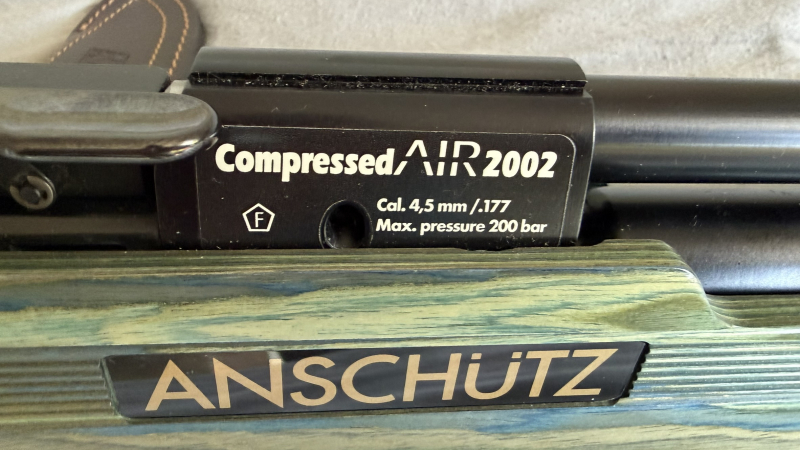 CompressedAIR 2002
Cal. 4,5 mm /.177
F
Max. pressure 200 bar
ANSCHÜTZ